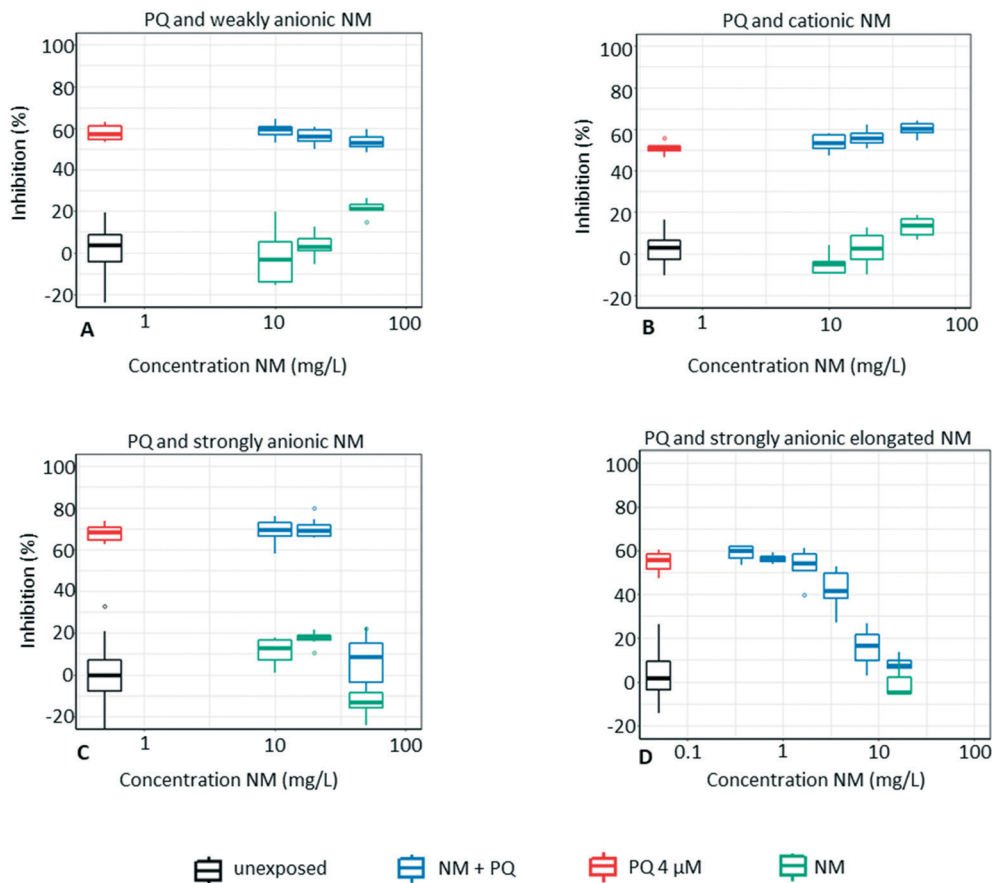 PQ and weakly anionic NM
100
80
60
40
20
0
-20
Inhibition (%)
A
1 10 100
Concentration NM (mg/L)
PQ and cationic NM
100
80
60
40
20
0
-20
Inhibition (%)
B
1 10 100
Concentration NM (mg/L)
PQ and strongly anionic NM
100
80
60
40
20
0
-20
Inhibition (%)
C
1 10 100
Concentration NM (mg/L)
PQ and strongly anionic elongated NM
100
80
60
40
20
0
-20
D
0.1 1 10 100
Concentration NM (mg/L)
unexposed NM + PQ PQ 4 μM NM